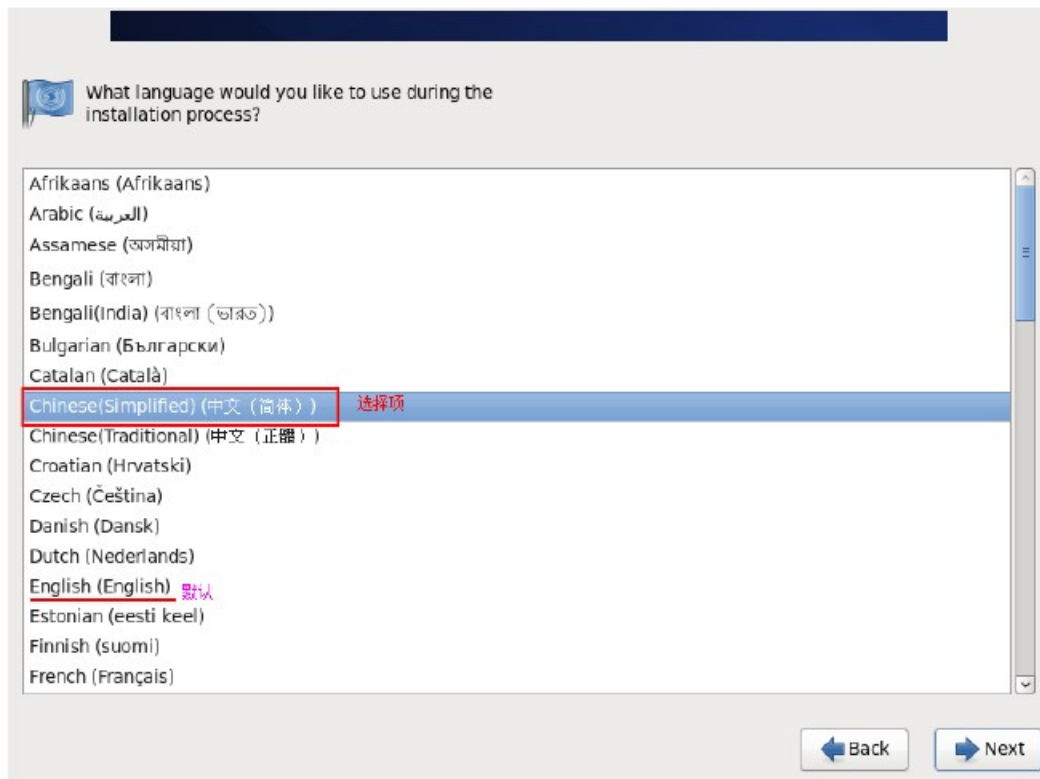 What language would you like to use during the
installation process?
Afrikaans (Afrikaans)
Arabic (العربية)
Assamese (অসমীয়া)
Bengali (বাংলা)
Bengali(India) (বাংলা (ভারত))
Bulgarian (Български)
Catalan (Català)
Chinese(Simplified) (中文（简体）) 选择项
Chinese(Traditional) (中文（正體）)
Croatian (Hrvatski)
Czech (Čeština)
Danish (Dansk)
Dutch (Nederlands)
English (English) 默认
Estonian (eesti keel)
Finnish (suomi)
French (Français)
Back Next